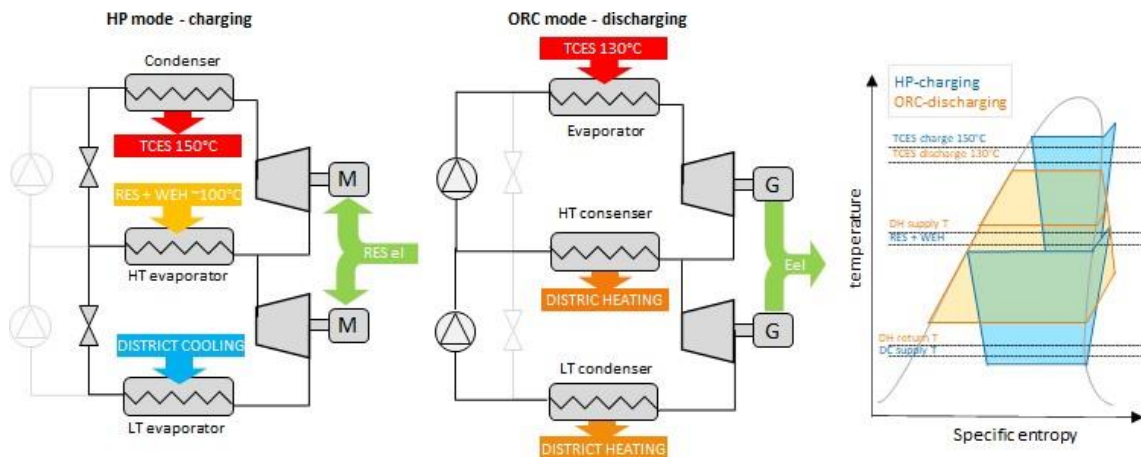 HP mode - charging
Condenser
TCES 150°C
RES + WEH ~100°C
HT evaporator
DISTRICT COOLING
LT evaporator
M
RES el
M
ORC mode - discharging
TCES 130°C
Evaporator
HT consenser
DISTRIC HEATING
LT condenser
DISTRICT HEATING
G
Eel
G
HP-charging
ORC-discharging
TCES charge 150°C
TCES discharge 130°C
DH supply T
RES + WEH
DH return T
DC supply T
temperature
Specific entropy